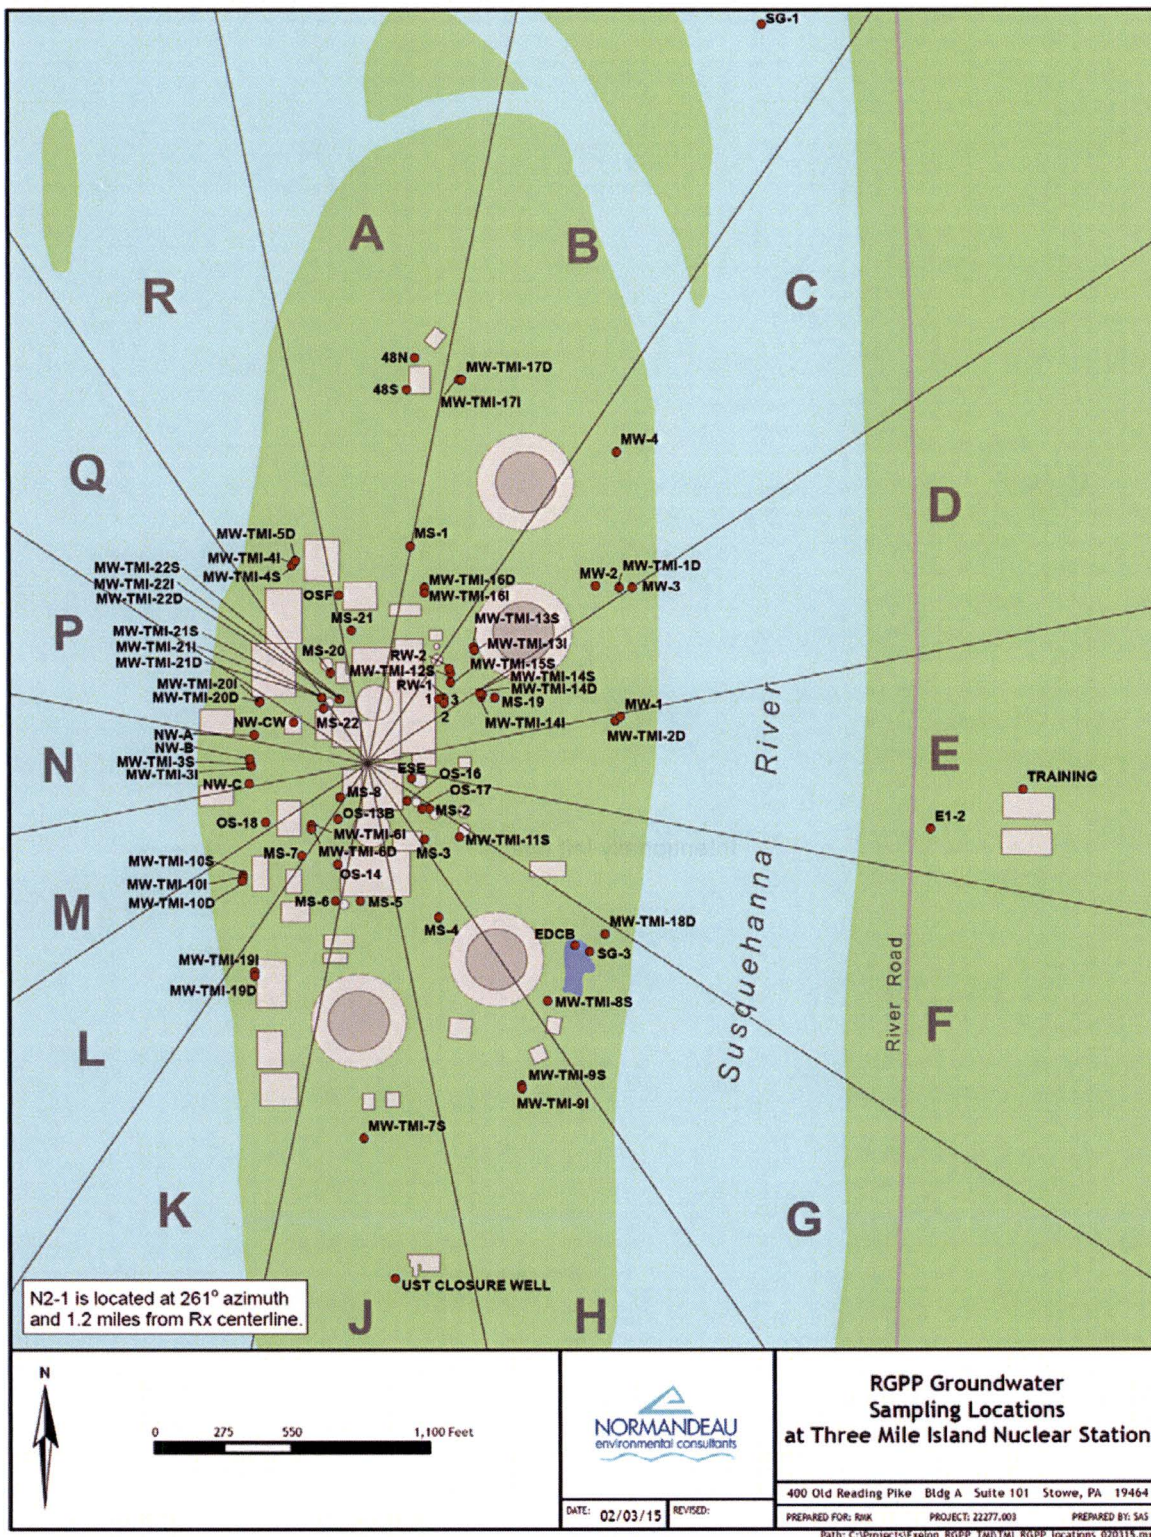 SG-1
A
B
C
R
48N
48S
MW-TMI-17D
MW-TMI-17I
MW-4
Q
D
MW-TMI-5D
MW-TMI-4I
MW-TMI-4S
MS-1
MW-TMI-22S
MW-TMI-22I
MW-TMI-22D
OSF
MW-TMI-16D
MW-TMI-16I
MW-2
MW-TMI-1D
MW-3
P
MS-21
MW-TMI-13S
MW-TMI-13I
MW-TMI-21S
MW-TMI-21I
MW-TMI-21D
MS-20
RW-2
MW-TMI-12S
MW-TMI-15S
MW-TMI-14S
MW-TMI-14D
MW-TMI-20I
MW-TMI-20D
RW-1
1
3
2
MS-19
MW-TMI-14I
MW-1
MW-TMI-2D
NW-CW
MS-22
NW-A
NW-B
MW-TMI-3S
MW-TMI-3I
N
NW-C
E
ESE
OS-16
OS-17
TRAINING
MS-8
OS-18
OS-13B
MS-2
E1-2
MW-TMI-6I
MW-TMI-6D
MS-3
MW-TMI-11S
MS-7
OS-14
MW-TMI-10S
MW-TMI-10I
MW-TMI-10D
M
MS-6
MS-5
MS-4
EDCB
MW-TMI-18D
SG-3
MW-TMI-19I
MW-TMI-19D
MW-TMI-8S
Susquehanna River
River Road
F
L
MW-TMI-9S
MW-TMI-9I
MW-TMI-7S
K
G
UST CLOSURE WELL
J
H
N2-1 is located at 261° azimuth
and 1.2 miles from Rx centerline.
N
0 275 550 1,100 Feet
NORMANDEAU
environmental consultants
DATE: 02/03/15 REVISED:
RGPP Groundwater
Sampling Locations
at Three Mile Island Nuclear Station
400 Old Reading Pike Bldg A Suite 101 Stowe, PA 19464
PREPARED FOR: RMK PROJECT: 22277.003 PREPARED BY: SAS
Path: C:\Projects\Exelon_RGPP_TMI\TMI_RGPP_locations_020315.m